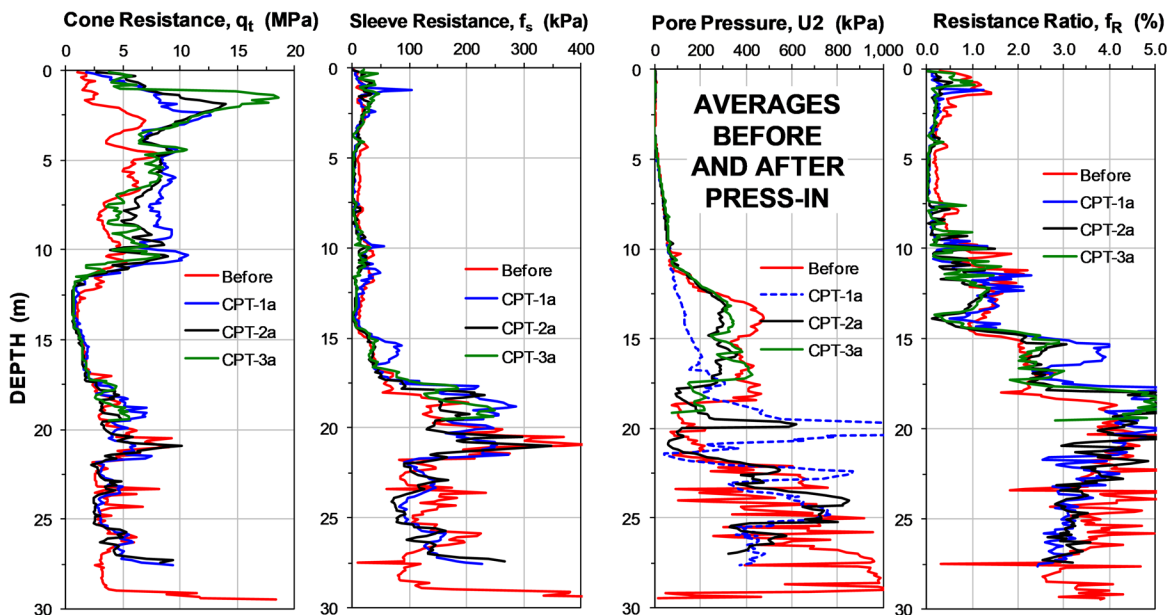 Cone Resistance, qt (MPa)
0 5 10 15 20
0
5
10
15
20
25
30
DEPTH (m)
Before
CPT-1a
CPT-2a
CPT-3a
Sleeve Resistance, fs (kPa)
0 100 200 300 400
0
5
10
15
20
25
30
Before
CPT-1a
CPT-2a
CPT-3a
Pore Pressure, U2 (kPa)
0 200 400 600 800 1,000
0
5
10
15
20
25
30
AVERAGES
BEFORE
AND AFTER
PRESS-IN
Before
CPT-1a
CPT-2a
CPT-3a
Resistance Ratio, fR (%)
0.0 1.0 2.0 3.0 4.0 5.0
0
5
10
15
20
25
30
Before
CPT-1a
CPT-2a
CPT-3a